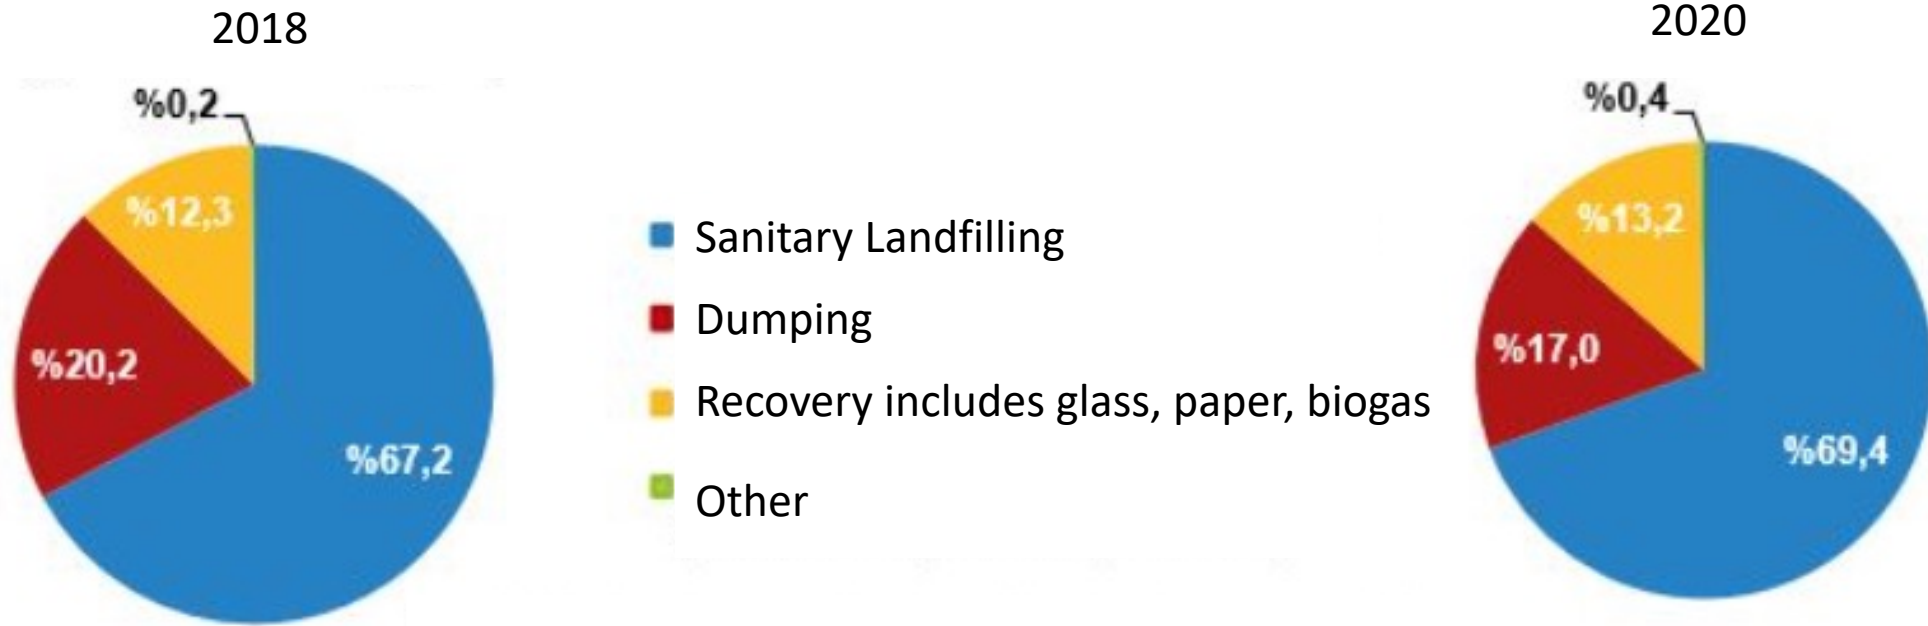 2018
%0,2
%12,3
%20,2
%67,2
Sanitary Landfilling
Dumping
Recovery includes glass, paper, biogas
Other
2020
%0,4
%13,2
%17,0
%69,4